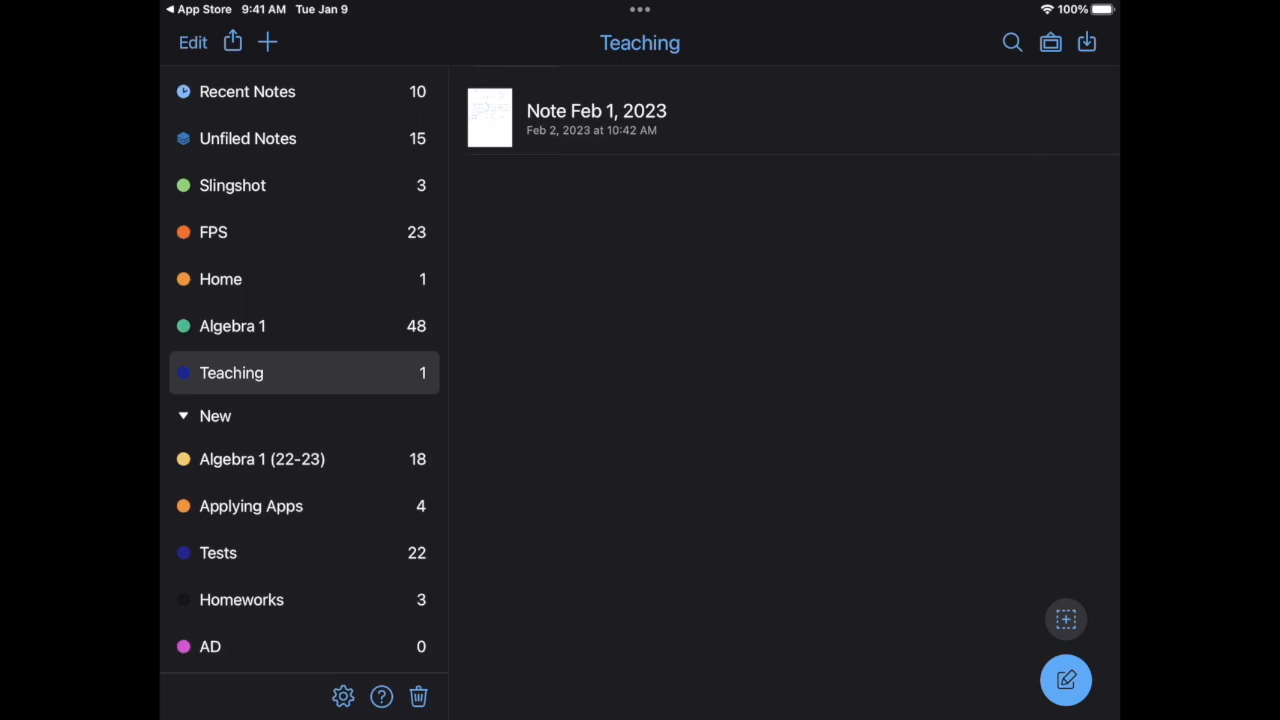 App Store 9:41 AM Tue Jan 9
100%
Edit
Teaching
Recent Notes 10
Unfiled Notes 15
Slingshot 3
FPS 23
Home 1
Algebra 1 48
Teaching 1
New
Algebra 1 (22-23) 18
Applying Apps 4
Tests 22
Homeworks 3
AD 0
Note Feb 1, 2023
Feb 2, 2023 at 10:42 AM